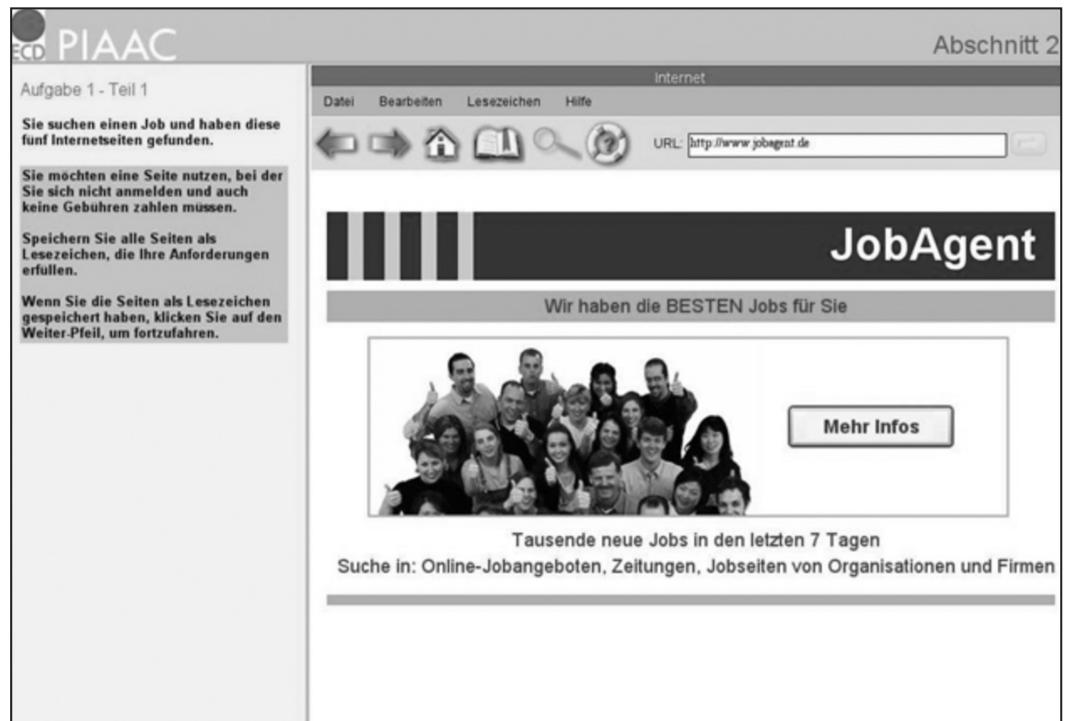 ECD PIAAC
Abschnitt 2
Aufgabe 1 - Teil 1
Sie suchen einen Job und haben diese
fünf Internetseiten gefunden.
Sie möchten eine Seite nutzen, bei der
Sie sich nicht anmelden und auch
keine Gebühren zahlen müssen.
Speichern Sie alle Seiten als
Lesezeichen, die Ihre Anforderungen
erfüllen.
Wenn Sie die Seiten als Lesezeichen
gespeichert haben, klicken Sie auf den
Weiter-Pfeil, um fortzufahren.
Internet
Datei Bearbeiten Lesezeichen Hilfe
URL: http://www.jobagent.de
JobAgent
Wir haben die BESTEN Jobs für Sie
Mehr Infos
Tausende neue Jobs in den letzten 7 Tagen
Suche in: Online-Jobangeboten, Zeitungen, Jobseiten von Organisationen und Firmen